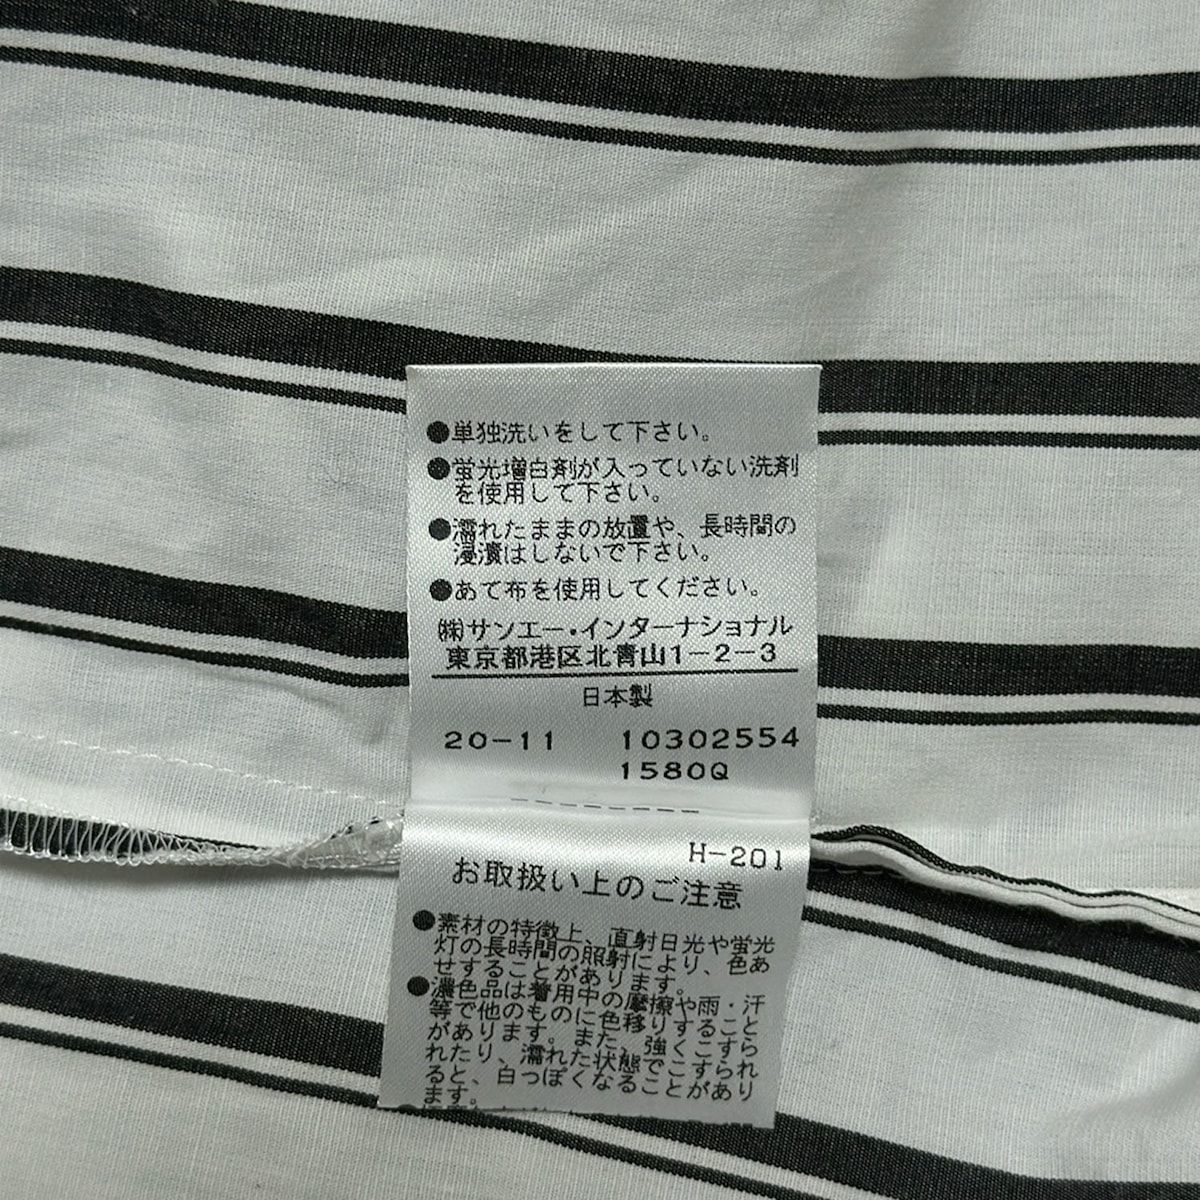 ●単独洗いをして下さい。
●蛍光増白剤が入っていない洗剤
を使用して下さい。
●濡れたままの放置や、長時間の
浸漬はしないで下さい。
●あて布を使用してください。
㈱サンエー・インターナショナル
東京都港区北青山1-2-3
日本製
20-11 10302554
1580Q
H-201
お取扱い上のご注意
●素材の特徴上、直射日光や蛍光
灯の長時間の照射により、色あ
せすることがあります。
●濃色品は着用中の摩擦や雨・汗
等で他のものに色移りすること
があります。また、強くこすら
れたり、濡れた状態でこすられ
ると、白っぽくなることがあり
ます。